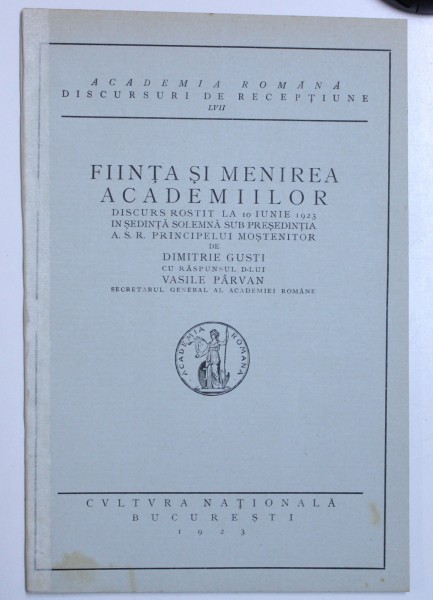 ACADEMIA ROMANĂ
DISCURSURI DE RECEPȚIUNE
LVII
FIINȚA ȘI MENIREA
ACADEMIILOR
DISCURS ROSTIT LA 10 IUNIE 1923
IN ȘEDINȚĂ SOLEMNĂ SUB PREȘEDINȚIA
A. S. R. PRINCIPELUI MOȘTENITOR
DE
DIMITRIE GUSTI
CU RĂSPUNSUL D-LUI
VASILE PÂRVAN
SECRETARUL GENERAL AL ACADEMIEI ROMÂNE
ACADEMIA ROMANA
CVLTVRA NAȚIONALĂ
BUCUREȘTI
1923